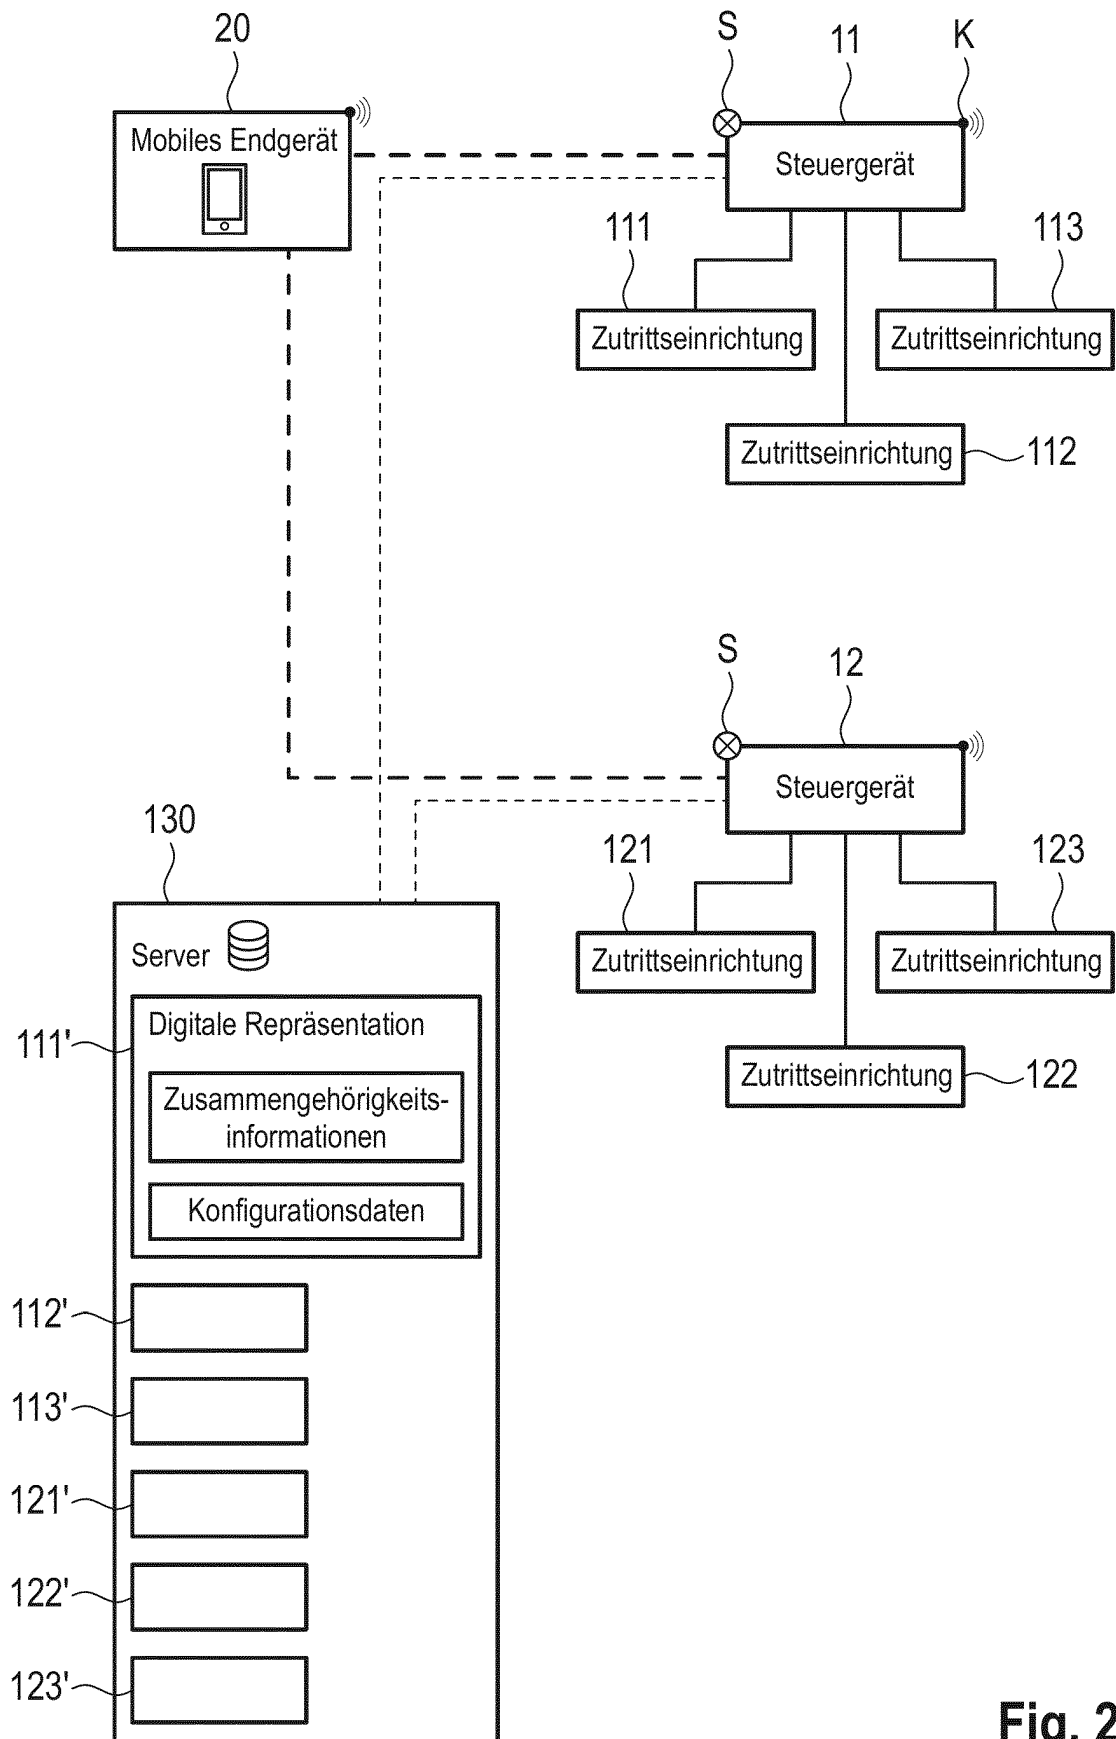 20
S
11
K
Mobiles Endgerät
Steuergerät
111
113
Zutrittseinrichtung
Zutrittseinrichtung
Zutrittseinrichtung
112
S
12
Steuergerät
130
121
123
Server
Zutrittseinrichtung
Zutrittseinrichtung
111'
Digitale Repräsentation
Zutrittseinrichtung
122
Zusammengehörigkeits-
informationen
Konfigurationsdaten
112'
113'
121'
122'
123'
Fig. 2